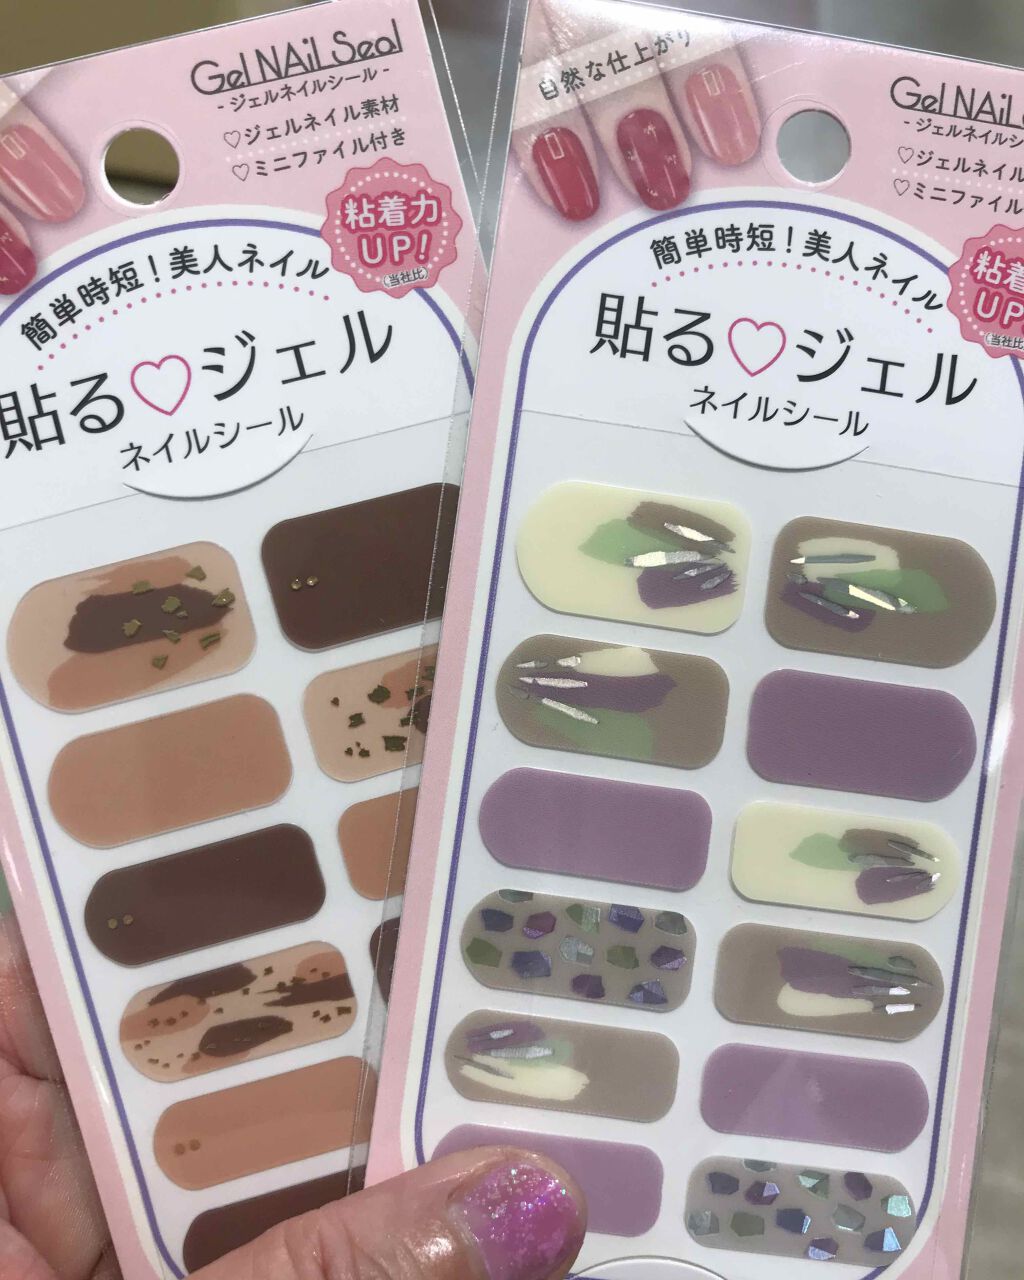 Gel NAiL Seal
- ジェルネイルシール -
♡ジェルネイル素材
♡ミニファイル付き
粘着力
UP!
(当社比)
簡単時短!美人ネイル
貼る♡ジェル
ネイルシール
自然な仕上がり
Gel NAiL
- ジェルネイルシー
♡ジェルネイル
♡ミニファイル
粘着
UP
(当社比
簡単時短!美人ネイル
貼る♡ジェル
ネイルシール